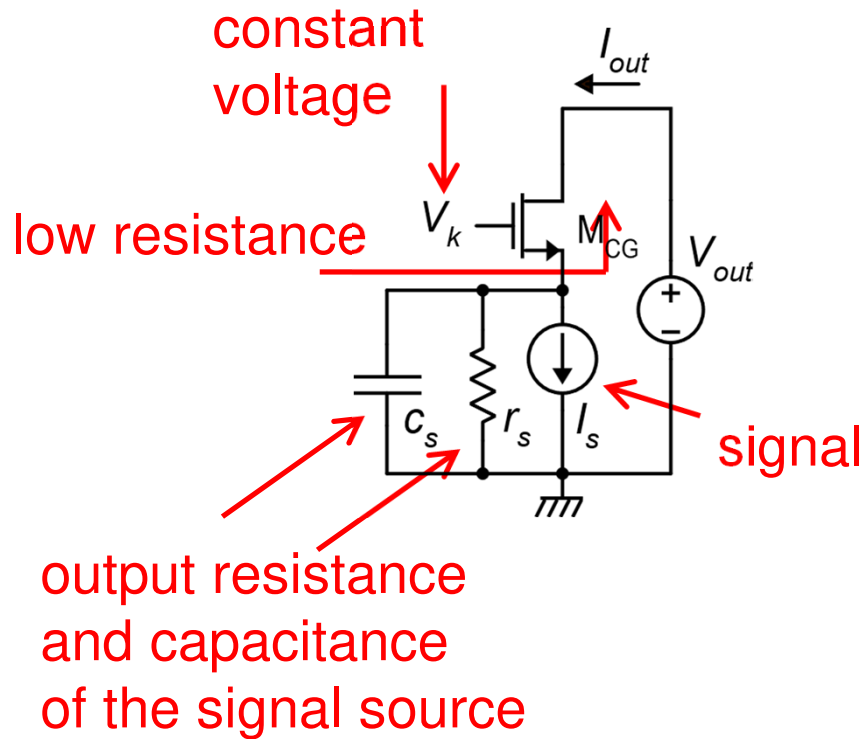 constant
voltage
I_out
low resistance
V_k
M_CG
V_out
+
−
c_s
r_s
I_s
signal
output resistance
and capacitance
of the signal source